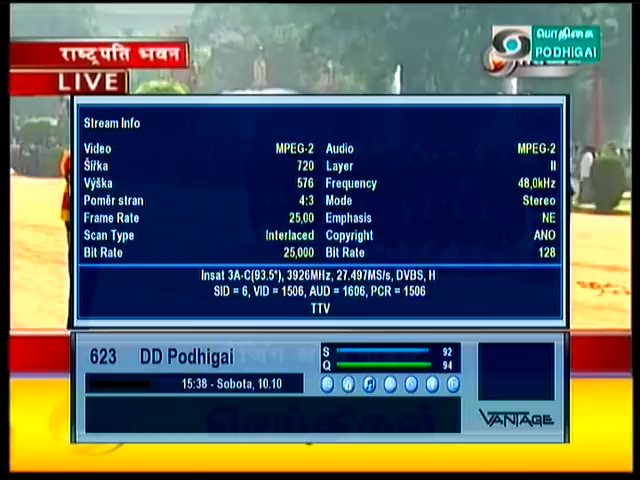 பொதிகை
PODHIGAI
राष्ट्रपति भवन
LIVE
Stream Info
Video MPEG-2 Audio MPEG-2
Šířka 720 Layer II
Výška 576 Frequency 48,0kHz
Poměr stran 4:3 Mode Stereo
Frame Rate 25,00 Emphasis NE
Scan Type Interlaced Copyright ANO
Bit Rate 25,000 Bit Rate 128
Insat 3A-C(93.5°), 3926MHz, 27.497MS/s, DVBS, H
SID = 6, VID = 1506, AUD = 1606, PCR = 1506
TTV
623 DD Podhigai
S 92
Q 94
15:38 - Sobota, 10.10
VANTAGE